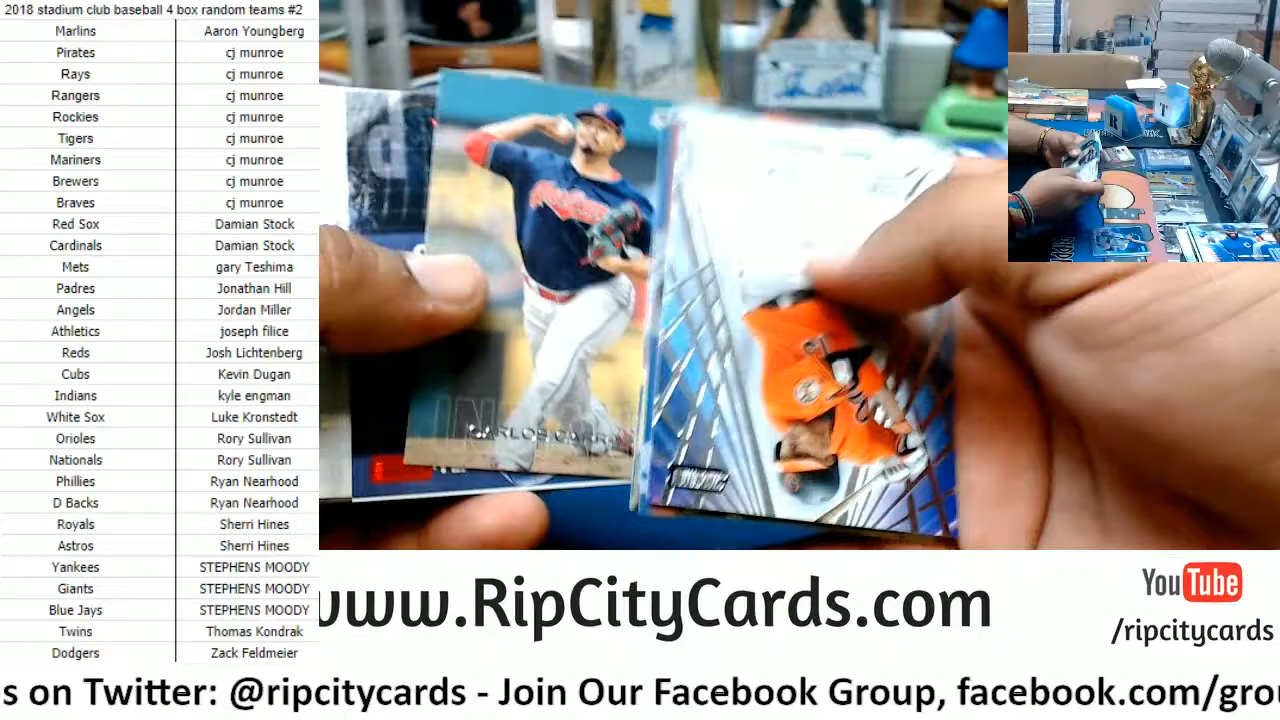 2018 stadium club baseball 4 box random teams #2
Marlins Aaron Youngberg
Pirates cj munroe
Rays cj munroe
Rangers cj munroe
Rockies cj munroe
Tigers cj munroe
Mariners cj munroe
Brewers cj munroe
Braves cj munroe
Red Sox Damian Stock
Cardinals Damian Stock
Mets gary Teshima
Padres Jonathan Hill
Angels Jordan Miller
Athletics joseph filice
Reds Josh Lichtenberg
Cubs Kevin Dugan
Indians kyle engman
White Sox Luke Kronstedt
Orioles Rory Sullivan
Nationals Rory Sullivan
Phillies Ryan Nearhood
D Backs Ryan Nearhood
Royals Sherri Hines
Astros Sherri Hines
Yankees STEPHENS MOODY
Giants STEPHENS MOODY
Blue Jays STEPHENS MOODY
Twins Thomas Kondrak
Dodgers Zack Feldmeier
CARLOS
www.RipCityCards.com
YouTube
/ripcitycards
s on Twitter: @ripcitycards - Join Our Facebook Group, facebook.com/grou